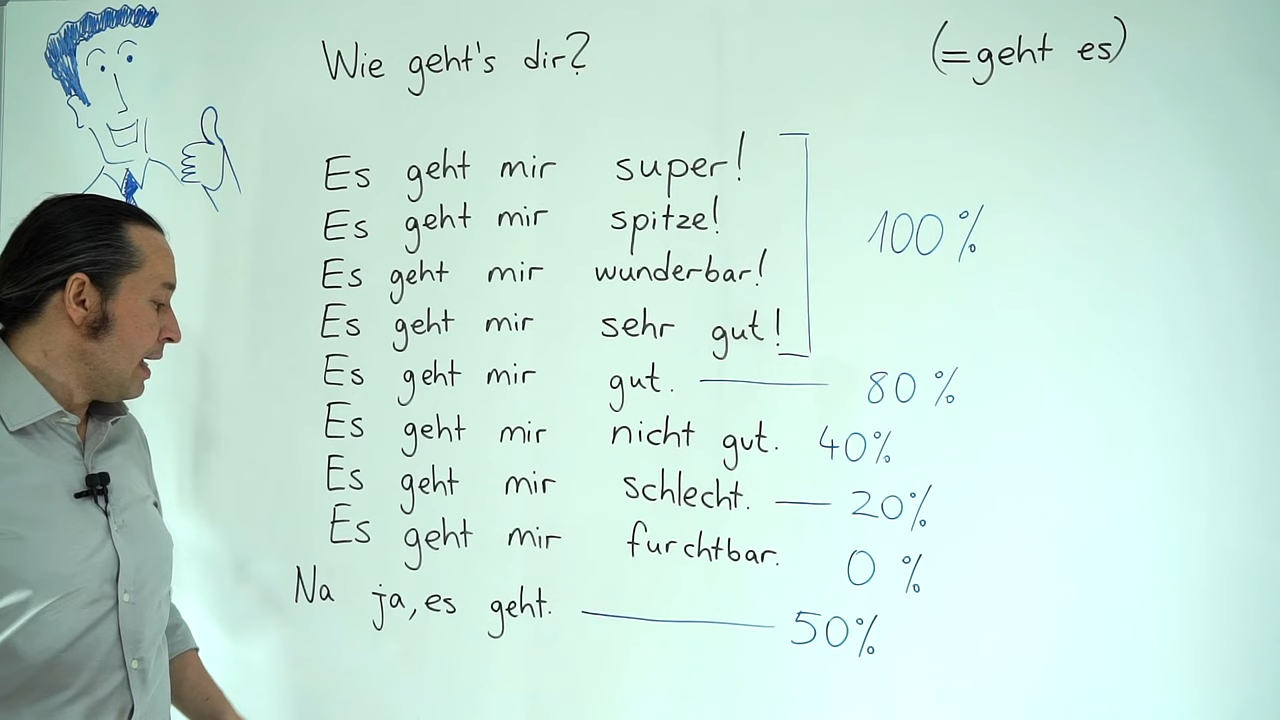 Wie geht's dir? (=geht es)
Es geht mir super!
Es geht mir spitze!
100%
Es geht mir wunderbar!
Es geht mir sehr gut!
Es geht mir gut. 80%
Es geht mir nicht gut. 40%
Es geht mir schlecht. 20%
Es geht mir furchtbar. 0 %
Na ja, es geht. 50%